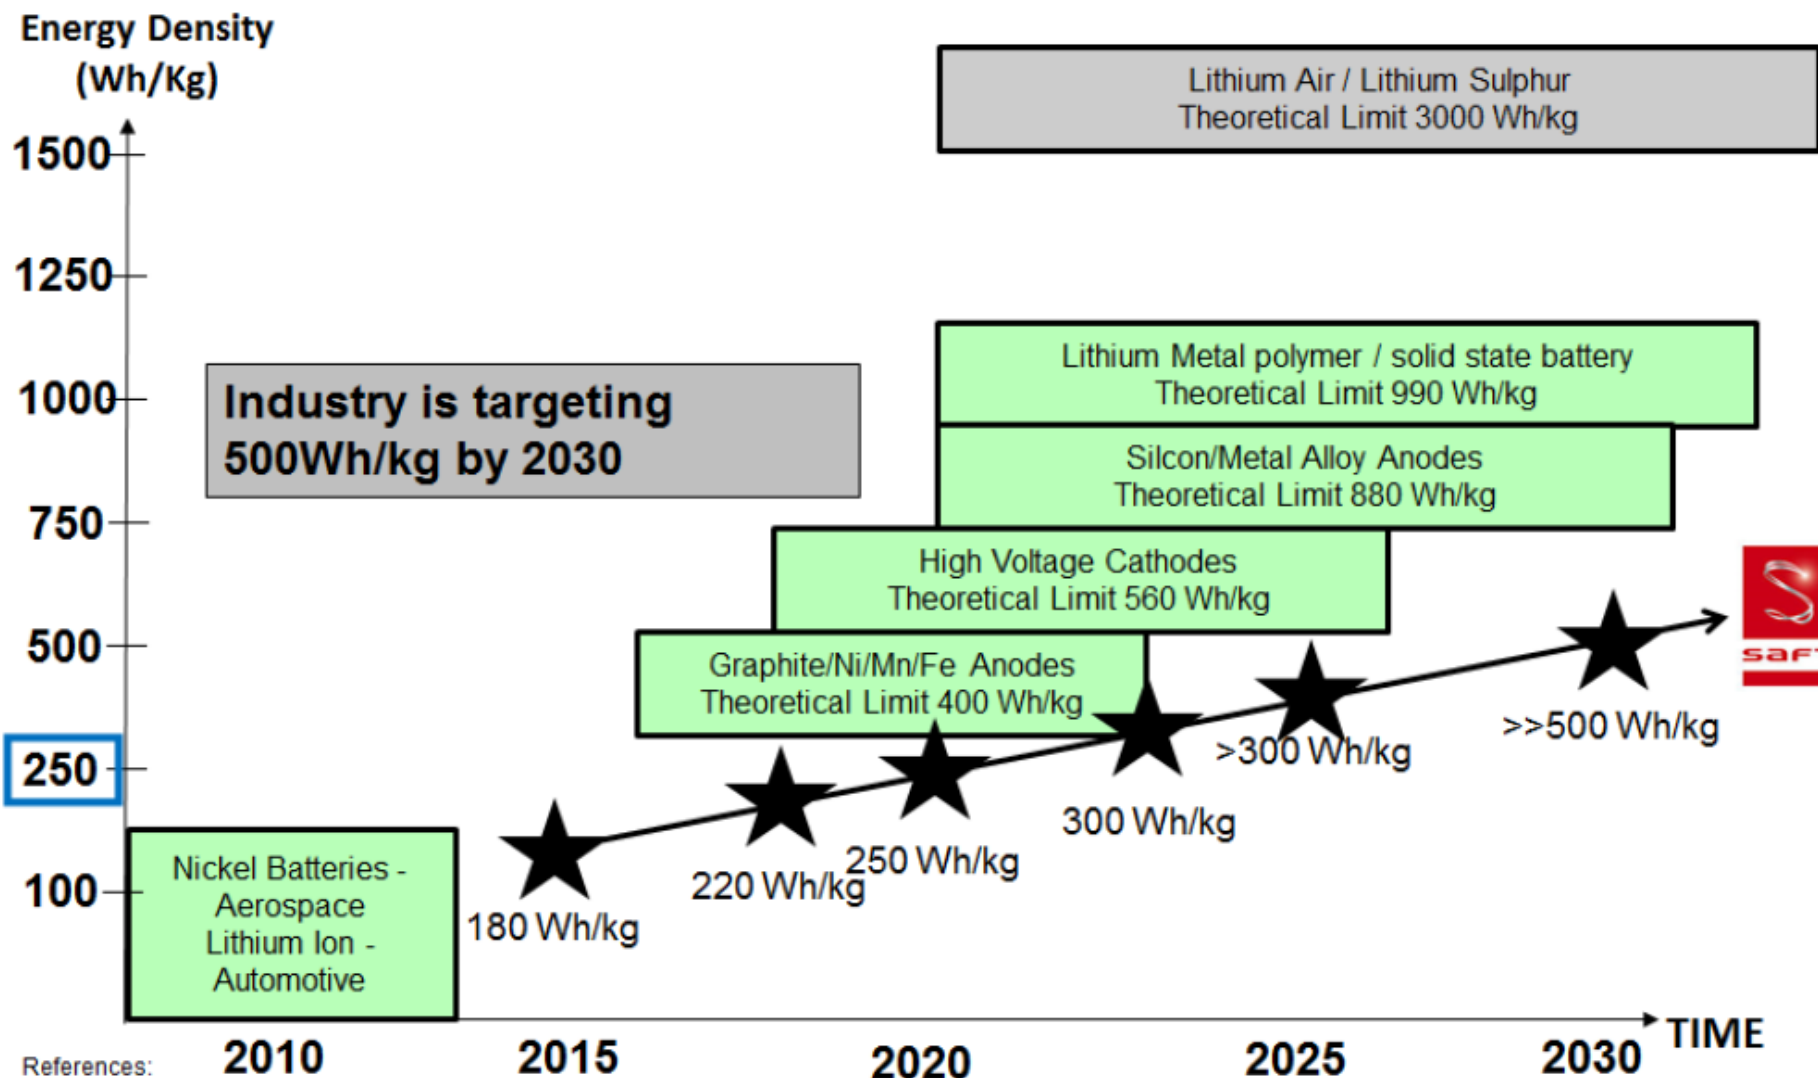 Energy Density
(Wh/Kg)
Lithium Air / Lithium Sulphur
Theoretical Limit 3000 Wh/kg
1500
1250
Lithium Metal polymer / solid state battery
Theoretical Limit 990 Wh/kg
1000
Industry is targeting
500Wh/kg by 2030
Silcon/Metal Alloy Anodes
Theoretical Limit 880 Wh/kg
750
High Voltage Cathodes
Theoretical Limit 560 Wh/kg
500
Graphite/Ni/Mn/Fe Anodes
Theoretical Limit 400 Wh/kg
saft
>>500 Wh/kg
>300 Wh/kg
250
300 Wh/kg
250 Wh/kg
220 Wh/kg
180 Wh/kg
100
Nickel Batteries -
Aerospace
Lithium Ion -
Automotive
TIME
2010
2015
2020
2025
2030
References: